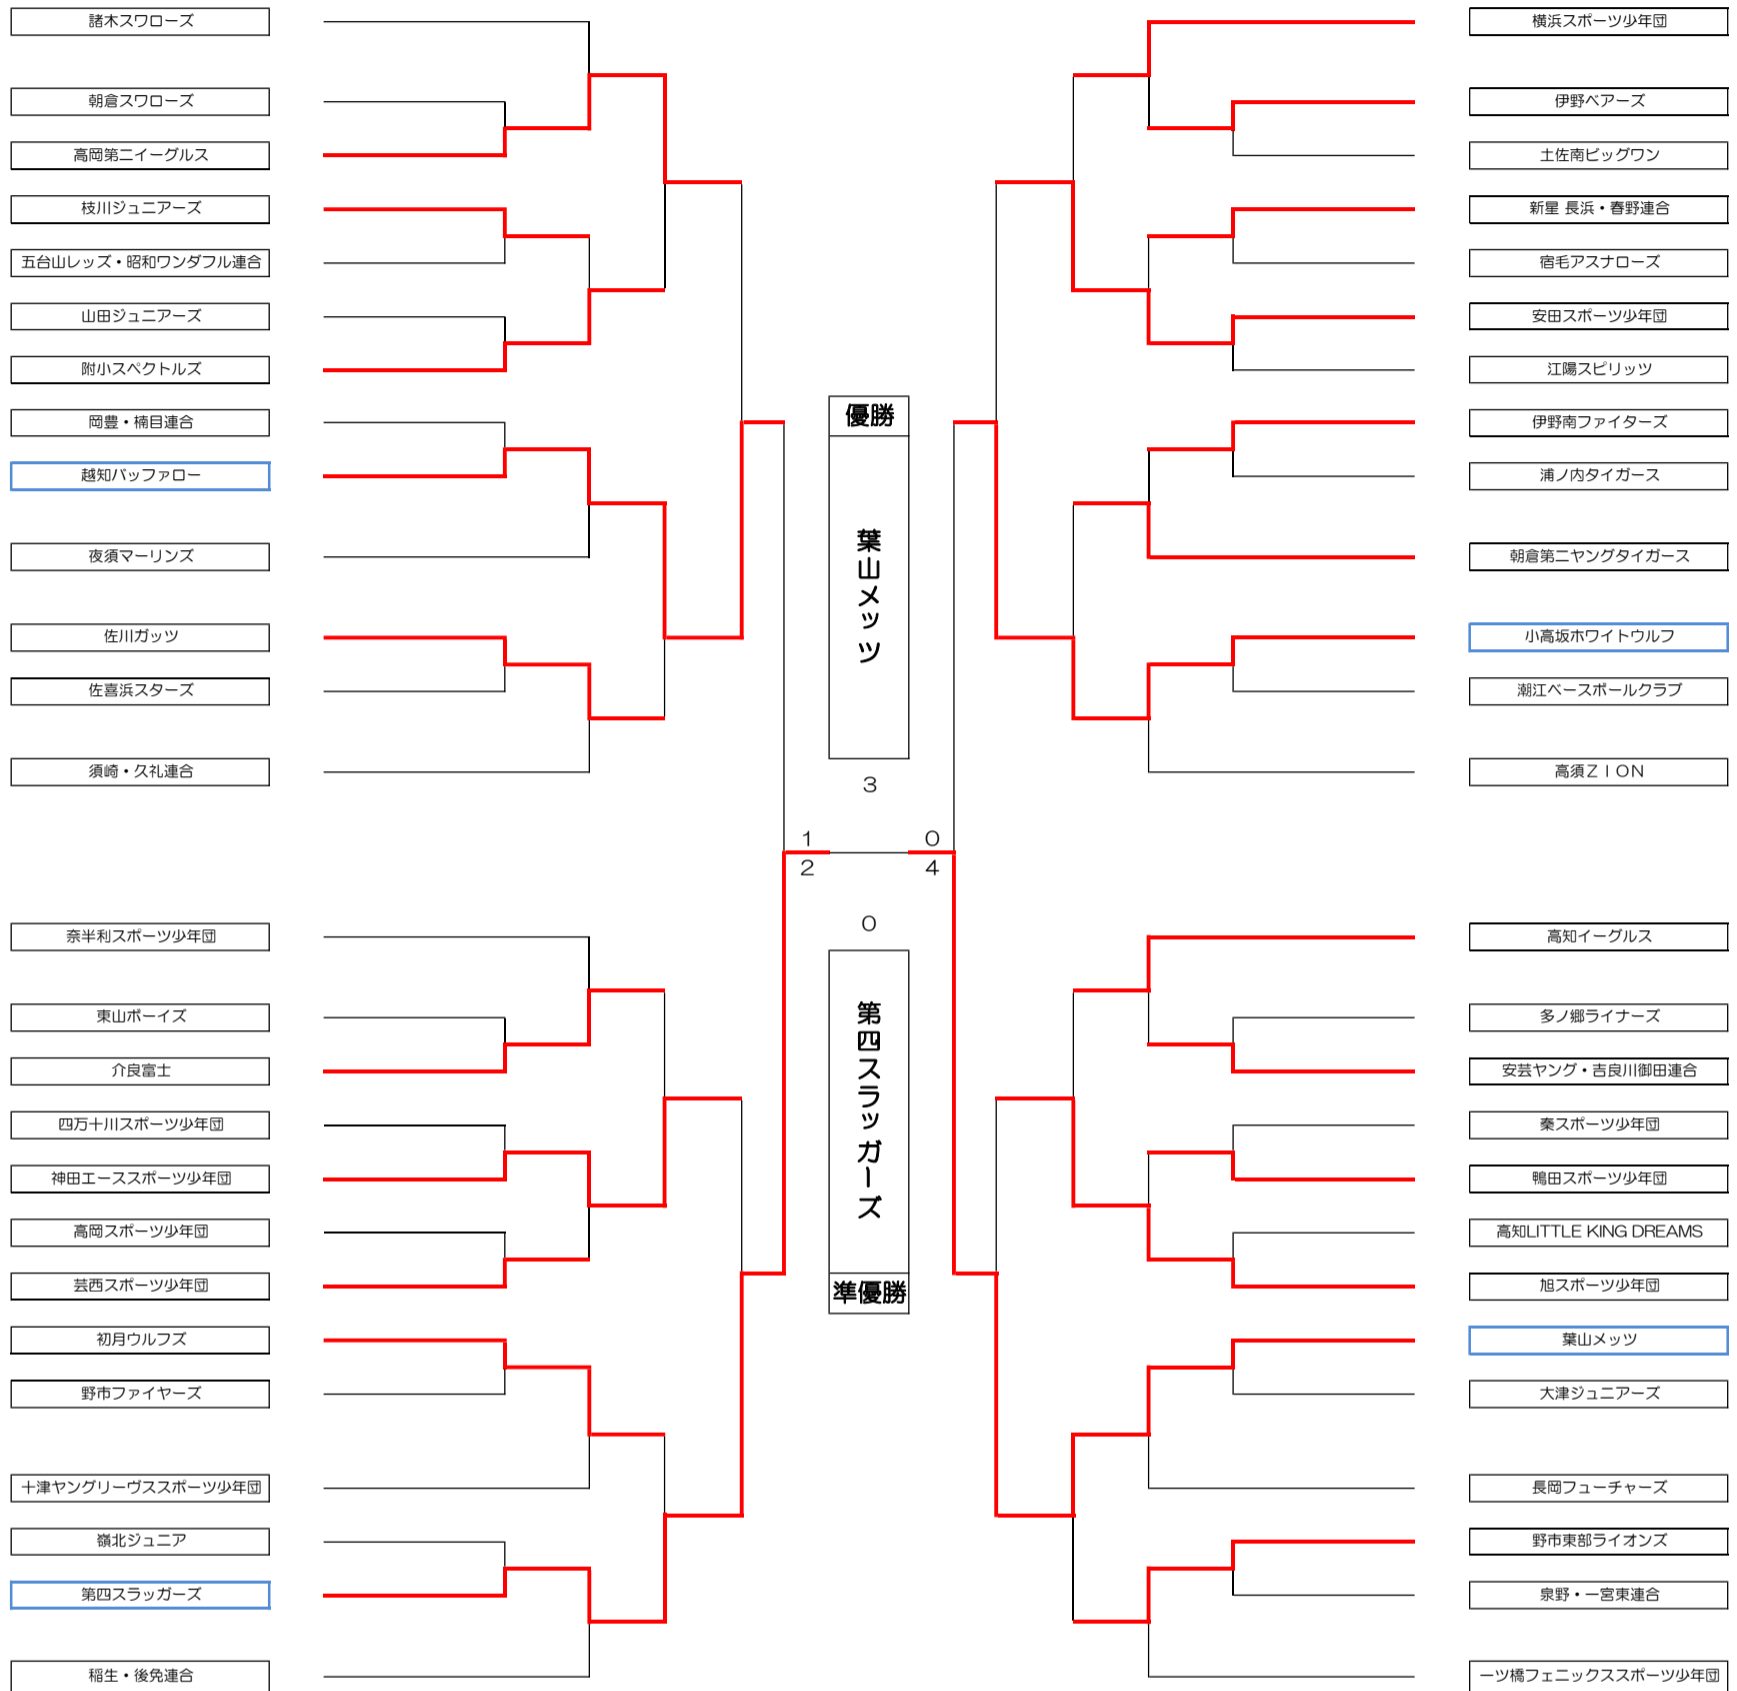 諸木スワローズ
朝倉スワローズ
高岡第二イーグルス
枝川ジュニアーズ
五台山レッズ・昭和ワンダフル連合
山田ジュニアーズ
附小スペクトルズ
岡豊・楠目連合
越知バッファロー
夜須マーリンズ
佐川ガッツ
佐喜浜スターズ
須崎・久礼連合
奈半利スポーツ少年団
東山ボーイズ
介良富士
四万十川スポーツ少年団
神田エーススポーツ少年団
高岡スポーツ少年団
芸西スポーツ少年団
初月ウルフズ
野市ファイヤーズ
十津ヤングリーヴススポーツ少年団
嶺北ジュニア
第四スラッガーズ
稲生・後免連合
優勝
葉山メッツ
3
1 0
2 4
0
第四スラッガーズ
準優勝
横浜スポーツ少年団
伊野ベアーズ
土佐南ビッグワン
新星 長浜・春野連合
宿毛アスナローズ
安田スポーツ少年団
江陽スピリッツ
伊野南ファイターズ
浦ノ内タイガース
朝倉第二ヤングタイガース
小高坂ホワイトウルフ
潮江ベースボールクラブ
高須ＺＩＯＮ
高知イーグルス
多ノ郷ライナーズ
安芸ヤング・吉良川御田連合
秦スポーツ少年団
鴨田スポーツ少年団
高知LITTLE KING DREAMS
旭スポーツ少年団
葉山メッツ
大津ジュニアーズ
長岡フューチャーズ
野市東部ライオンズ
泉野・一宮東連合
一ツ橋フェニックススポーツ少年団